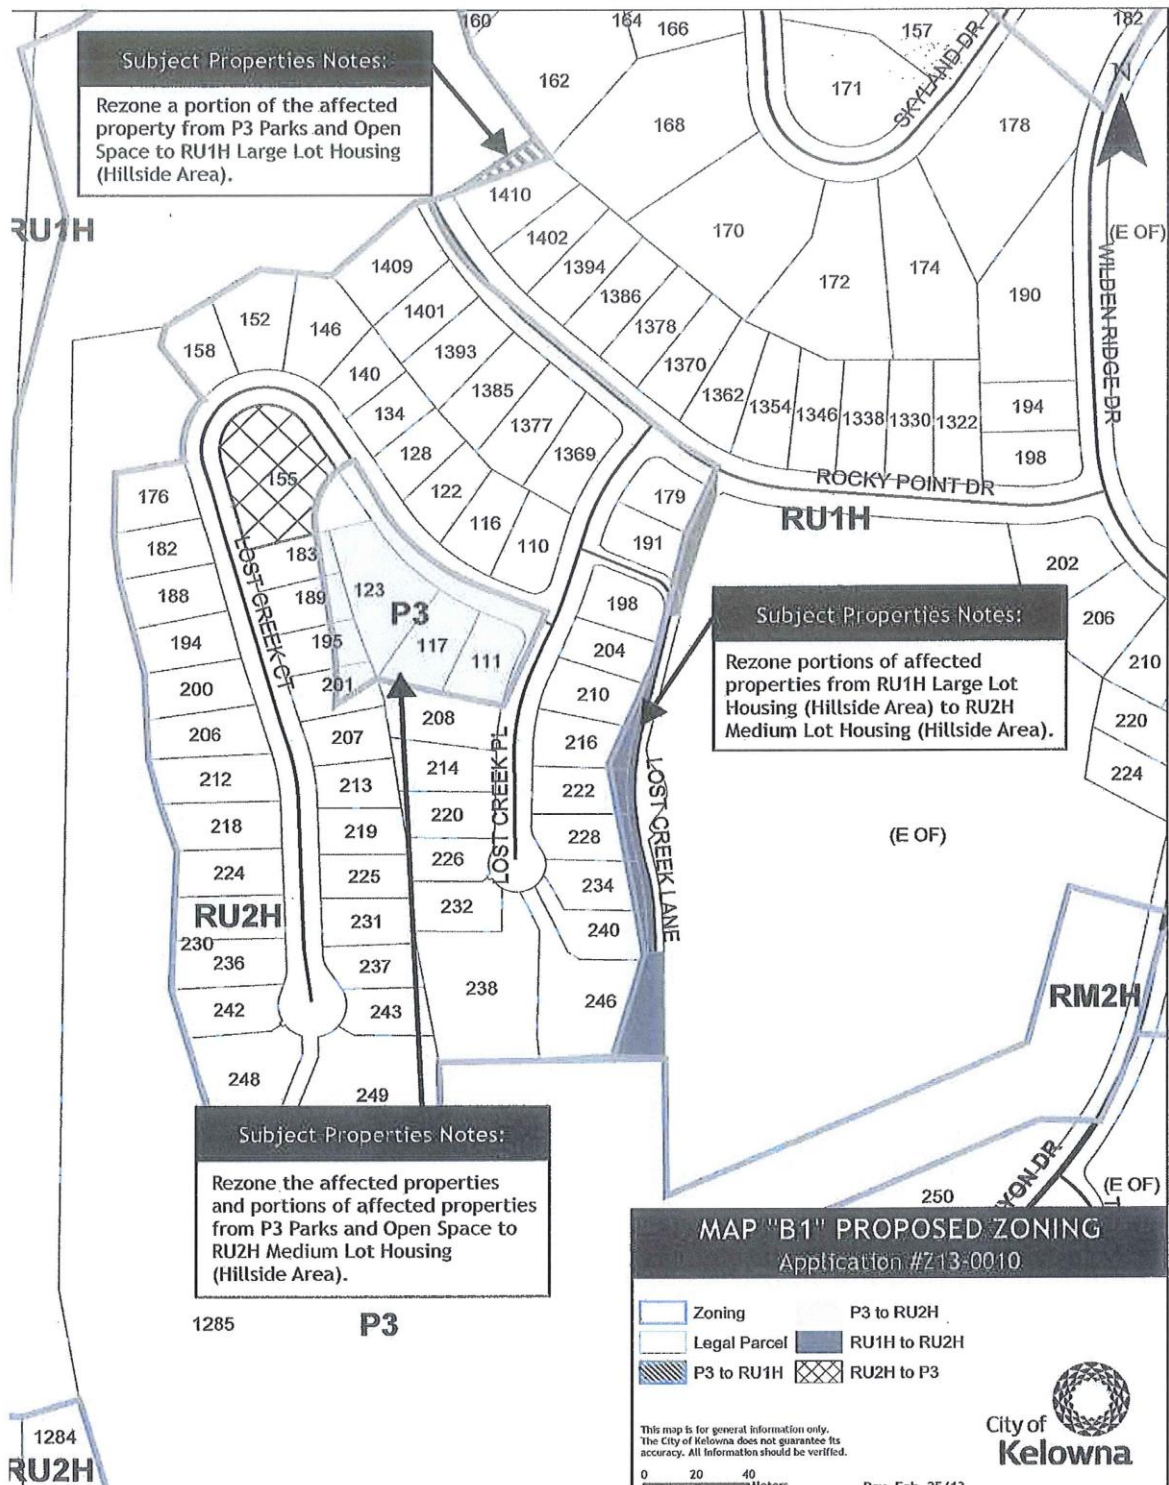 160
164
166
157
182
Subject Properties Notes:
Rezone a portion of the affected
property from P3 Parks and Open
Space to RU1H Large Lot Housing
(Hillside Area).
162
171
SKYLAND DR
N
168
178
1410
RU1H
1402
170
(E OF)
1409
1394
172
174
WILDEN RIDGE DR
1386
190
1401
152
146
1378
158
1393
1370
140
1385
1362
1354
1346
1338
1330
1322
194
134
1377
128
1369
198
155
122
179
ROCKY POINT DR
176
116
RU1H
182
183
110
191
202
LOST CREEK CT
188
189
123
P3
198
Subject Properties Notes:
206
194
195
117
111
204
Rezone portions of affected
properties from RU1H Large Lot
Housing (Hillside Area) to RU2H
Medium Lot Housing (Hillside Area).
210
200
201
210
206
207
208
216
220
212
213
214
LOST CREEK PL
222
LOST CREEK LANE
224
218
219
220
228
(E OF)
224
225
226
234
RU2H
231
232
240
230
236
237
238
246
RM2H
242
243
248
249
Subject Properties Notes:
Rezone the affected properties
and portions of affected properties
from P3 Parks and Open Space to
RU2H Medium Lot Housing
(Hillside Area).
250
YON DR
(E OF)
1285
P3
MAP "B1" PROPOSED ZONING
Application #Z13-0010
Zoning
P3 to RU2H
Legal Parcel
RU1H to RU2H
P3 to RU1H
RU2H to P3
This map is for general information only.
The City of Kelowna does not guarantee its
accuracy. All information should be verified.
City of
Kelowna
0 20 40
1284
RU2H